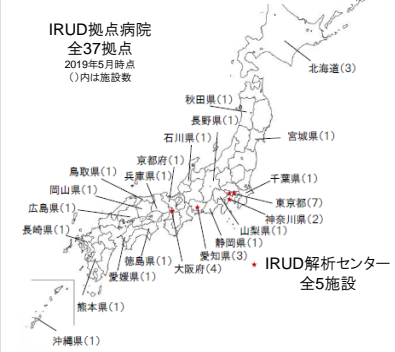 IRUD拠点病院
全37拠点
2019年5月時点
()内は施設数
北海道(3)
秋田県(1)
長野県(1)
石川県(1)
宮城県(1)
京都府(1)
鳥取県(1)
兵庫県(1)
岡山県(1)
広島県(1)
長崎県(1)
千葉県(1)
東京都(7)
神奈川県(2)
山梨県(1)
静岡県(1)
愛知県(3)
徳島県(1)
大阪府(4)
愛媛県(1)
熊本県(1)
沖縄県(1)
★ IRUD解析センター
全5施設